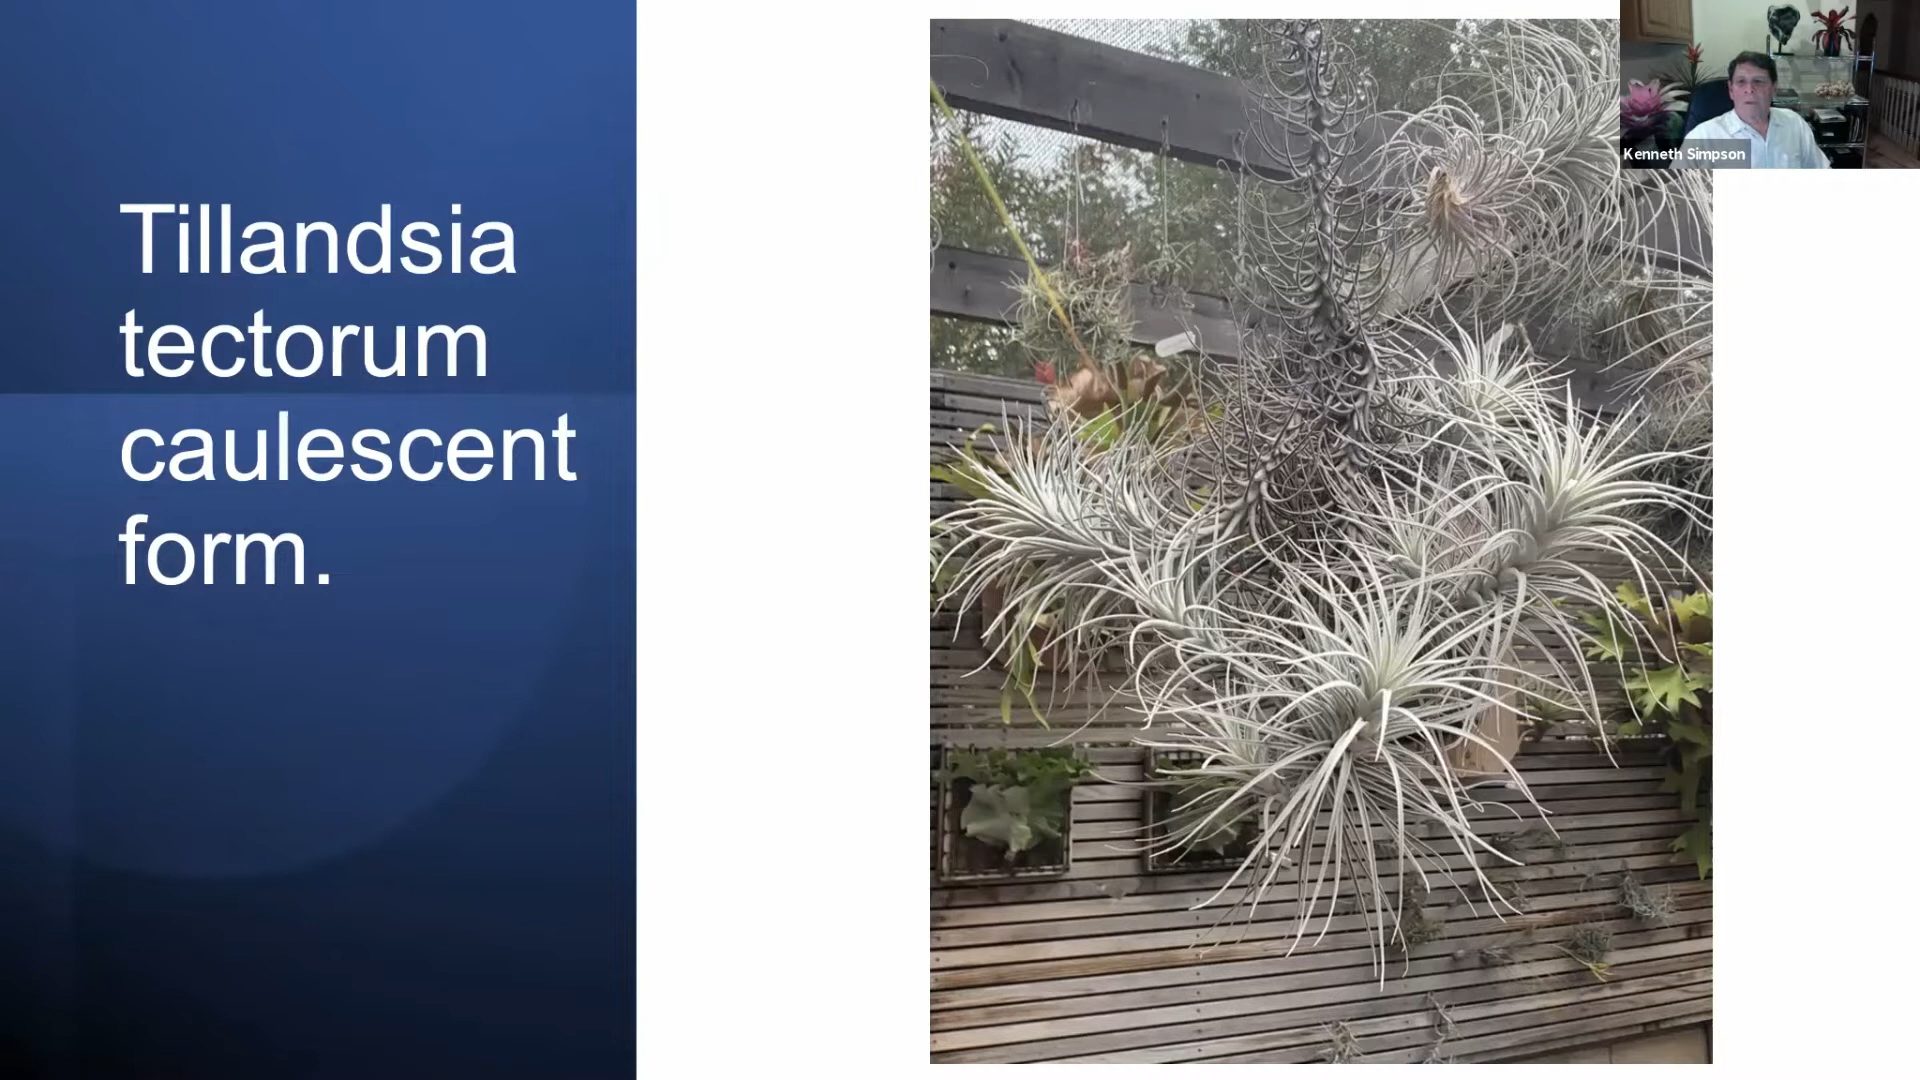 Tillandsia
tectorum
caulescent
form.
Kenneth Simpson